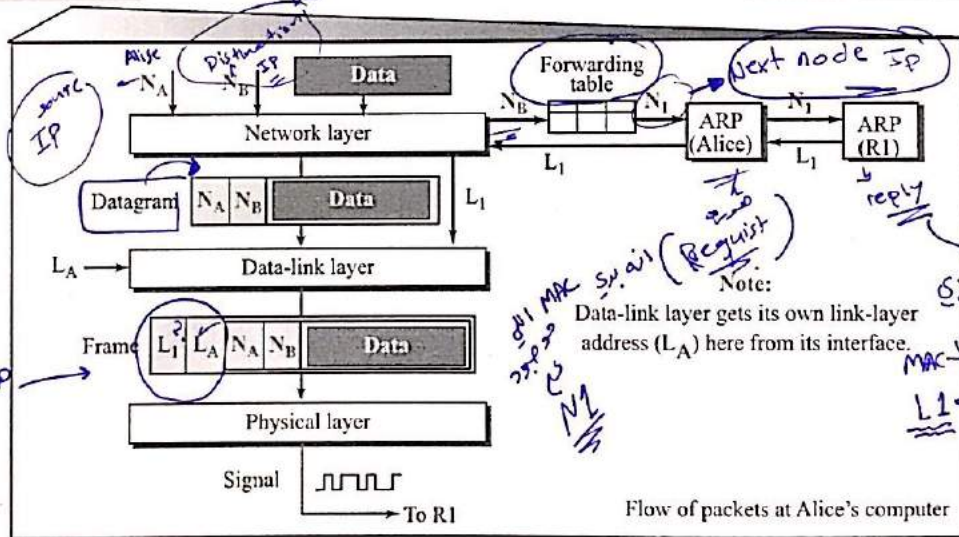 Alise
Distination
IP
source
IP
N_A
N_B
Data
Forwarding
table
Next node IP
Network layer
N_B
N_1
ARP
(Alice)
N_1
ARP
(R1)
L_1
L_1
reply
Datagram
N_A N_B Data
L_1
(Requist)
L_A
Data-link layer
MAC
Note:
Data-link layer gets its own link-layer
address (L_A) here from its interface.
Frame
L_1 L_A N_A N_B Data
N1
MAC
L1
Physical layer
Signal
To R1
Flow of packets at Alice's computer